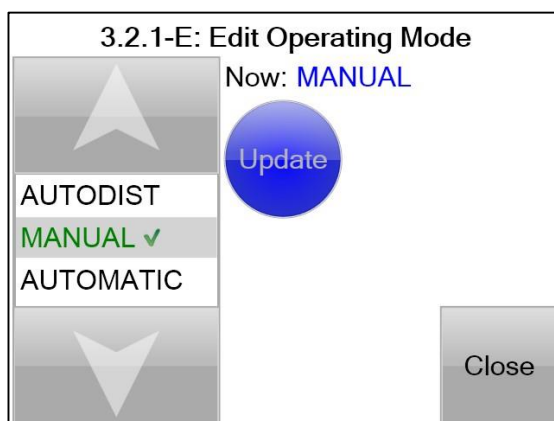 3.2.1-E: Edit Operating Mode
Now: MANUAL
Update
AUTODIST
MANUAL ✓
AUTOMATIC
Close